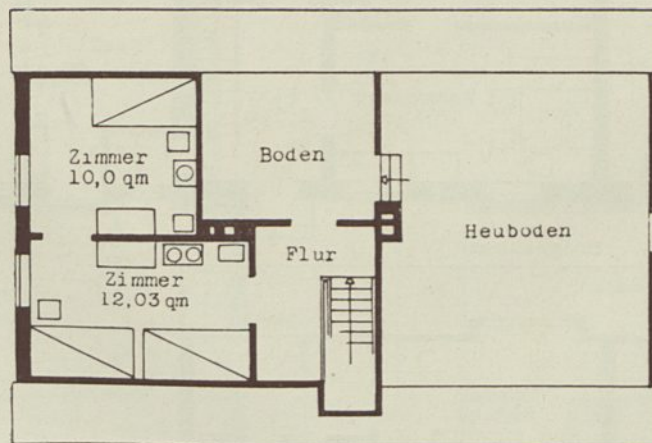 Zimmer
10,0 qm
Boden
Heuboden
Flur
Zimmer
12,03 qm